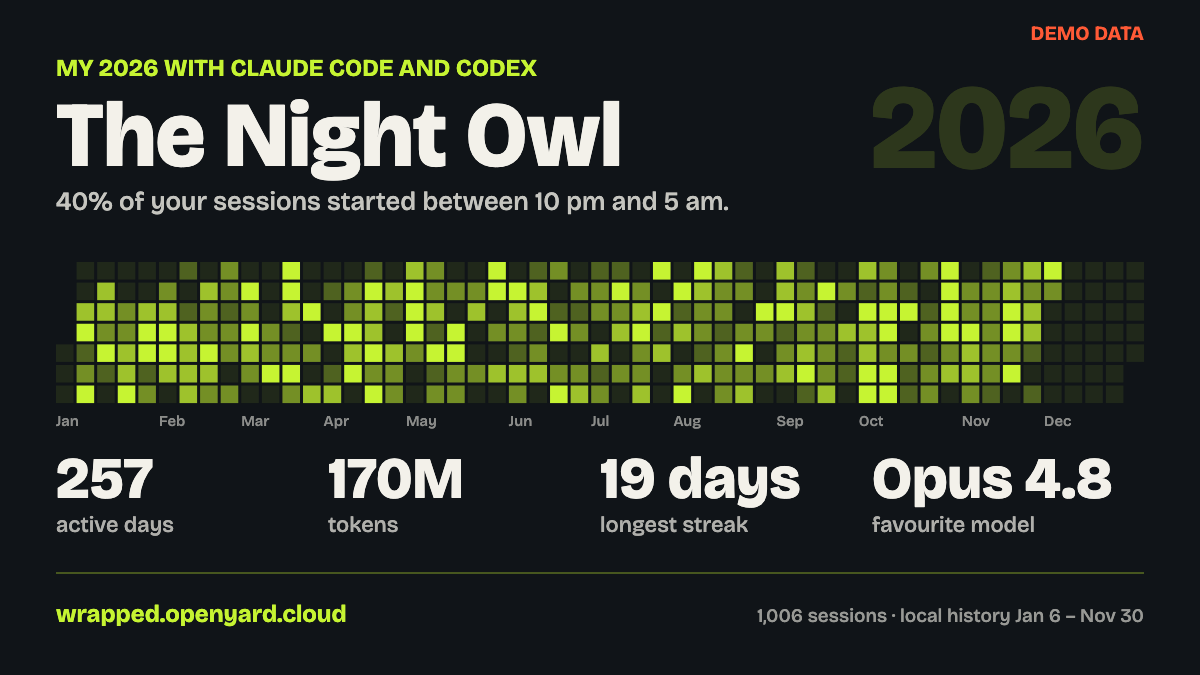 DEMO DATA
MY 2026 WITH CLAUDE CODE AND CODEX
The Night Owl
2026
40% of your sessions started between 10 pm and 5 am.
Jan Feb Mar Apr May Jun Jul Aug Sep Oct Nov Dec
257 170M 19 days Opus 4.8
active days tokens longest streak favourite model
wrapped.openyard.cloud
1,006 sessions · local history Jan 6 – Nov 30